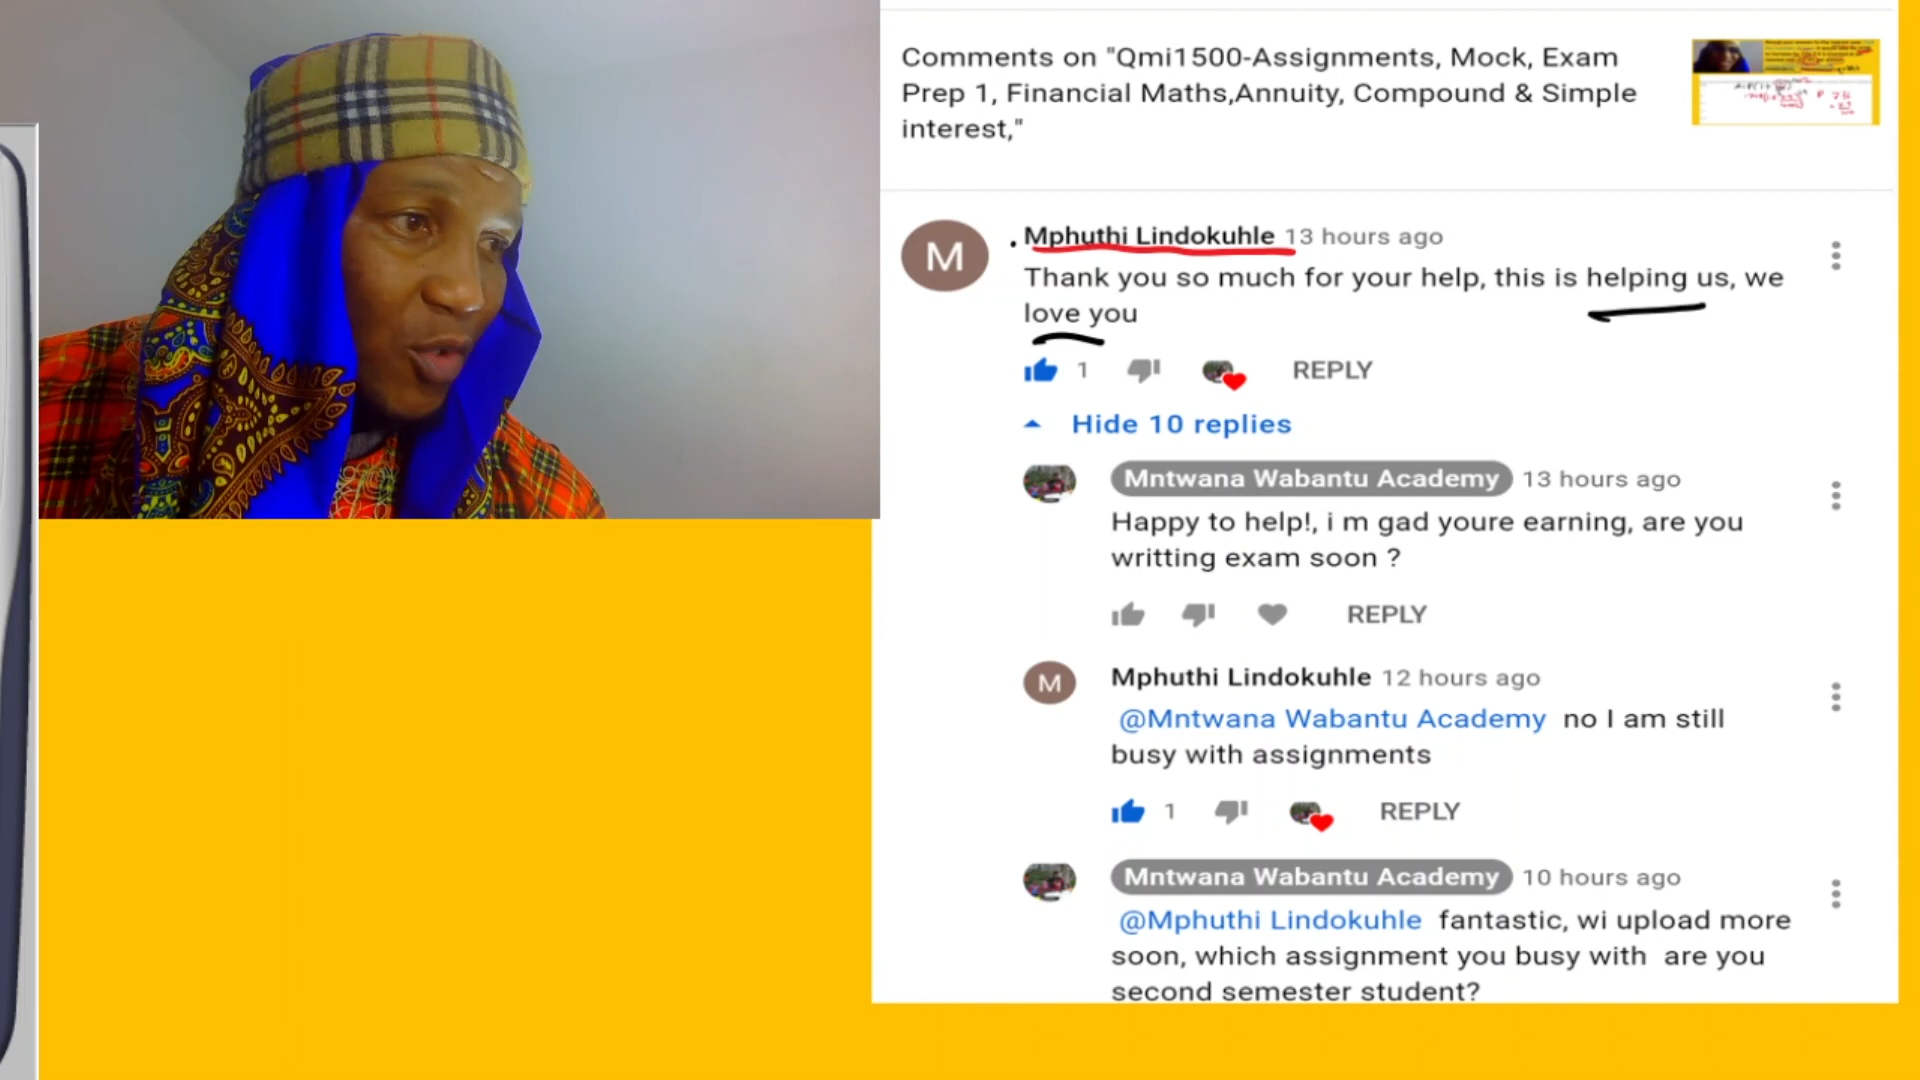 Comments on "Qmi1500-Assignments, Mock, Exam
Prep 1, Financial Maths,Annuity, Compound & Simple
interest,"
M
Mphuthi Lindokuhle 13 hours ago
Thank you so much for your help, this is helping us, we
love you
1 REPLY
Hide 10 replies
Mntwana Wabantu Academy 13 hours ago
Happy to help!, i m gad youre earning, are you
writting exam soon ?
REPLY
M
Mphuthi Lindokuhle 12 hours ago
@Mntwana Wabantu Academy no I am still
busy with assignments
1 REPLY
Mntwana Wabantu Academy 10 hours ago
@Mphuthi Lindokuhle fantastic, wi upload more
soon, which assignment you busy with are you
second semester student?